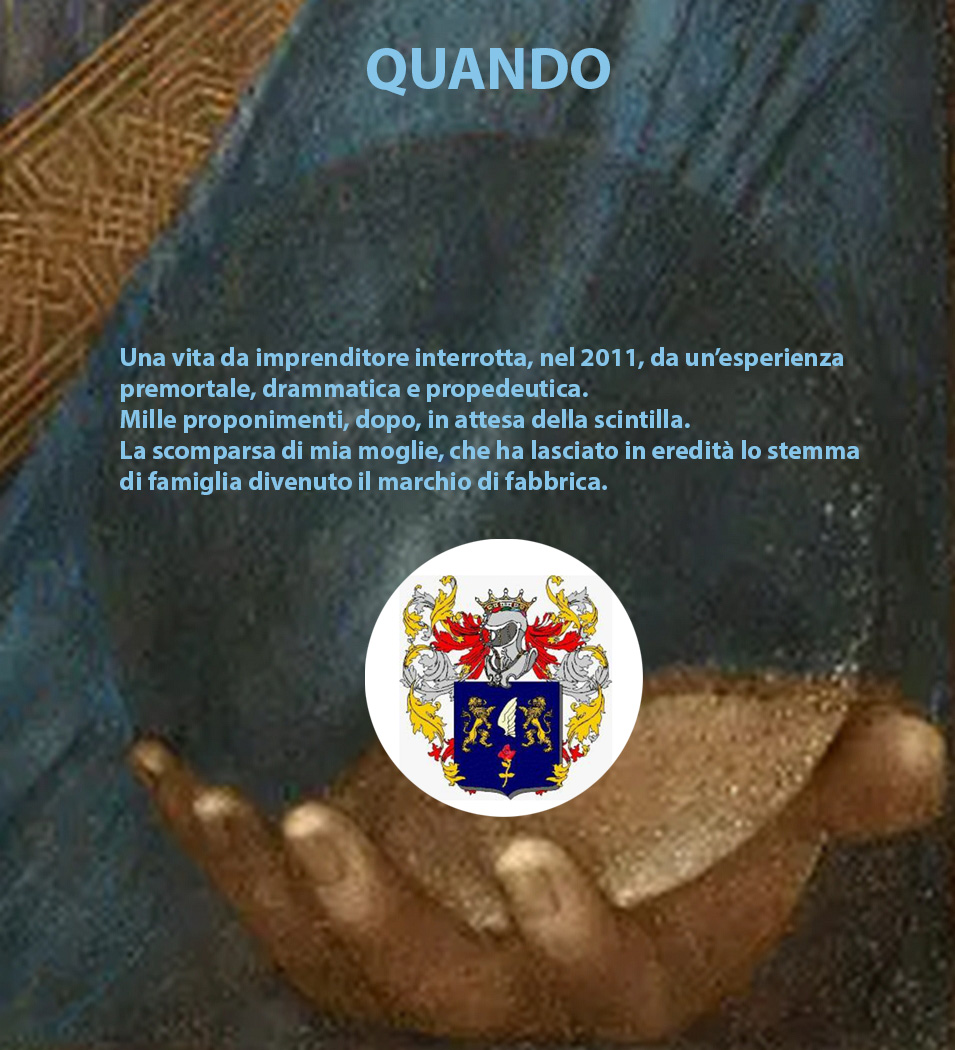 QUANDO
Una vita da imprenditore interrotta, nel 2011, da un’esperienza
premortale, drammatica e propedeutica.
Mille proponimenti, dopo, in attesa della scintilla.
La scomparsa di mia moglie, che ha lasciato in eredità lo stemma
di famiglia divenuto il marchio di fabbrica.